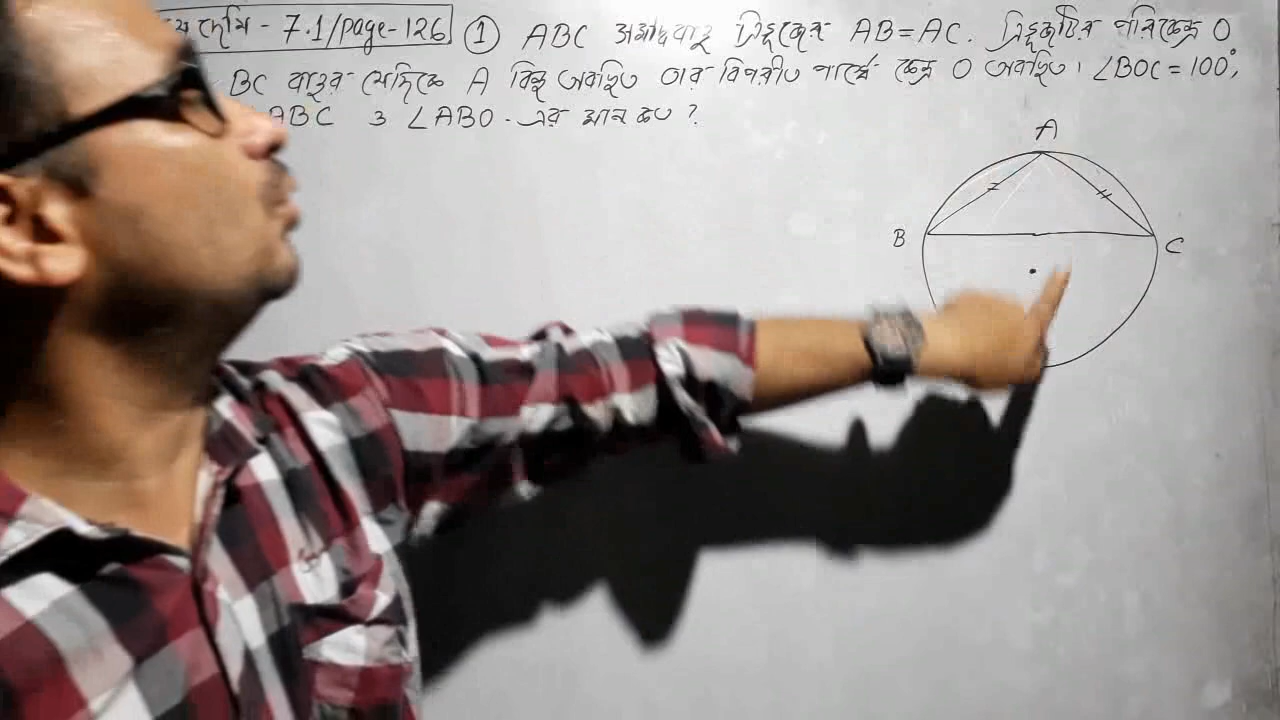 দেখি - 7.1/page-126 ① ABC সমদ্বিবাহু ত্রিভুজের AB=AC. ত্রিভুজটির পরিকেন্দ্র O
BC বাহুর যেদিকে A বিন্দু অবস্থিত তার বিপরীত পার্শ্বে কেন্দ্র O অবস্থিত। ∠BOC = 100°,
ABC ও ∠ABO - এর মান কত ?
A
B
C